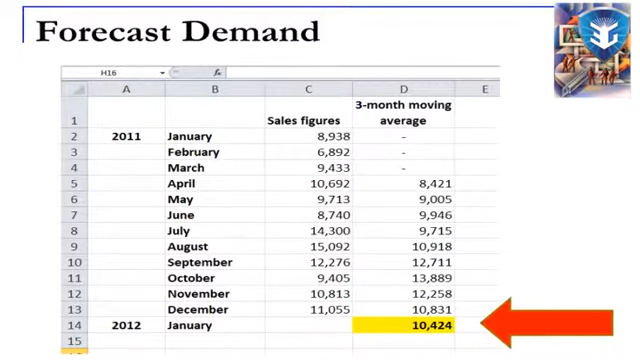 Forecast Demand
H16 fx
A B C D E
1 Sales figures 3-month moving average
2 2011 January 8,938 -
3 February 6,892 -
4 March 9,433 -
5 April 10,692 8,421
6 May 9,713 9,005
7 June 8,740 9,946
8 July 14,300 9,715
9 August 15,092 10,918
10 September 12,276 12,711
11 October 9,405 13,889
12 November 10,813 12,258
13 December 11,055 10,831
14 2012 January 10,424
15